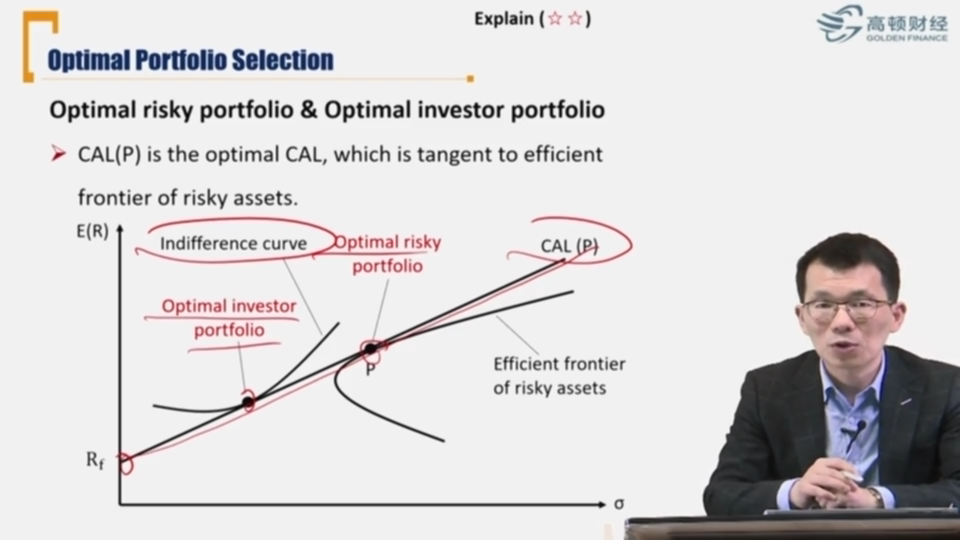 Explain (☆☆)
高顿财经
GOLDEN FINANCE
Optimal Portfolio Selection
Optimal risky portfolio & Optimal investor portfolio
CAL(P) is the optimal CAL, which is tangent to efficient
frontier of risky assets.
E(R)
Indifference curve
Optimal risky
portfolio
CAL (P)
Optimal investor
portfolio
P
Efficient frontier
of risky assets
Rf
σ